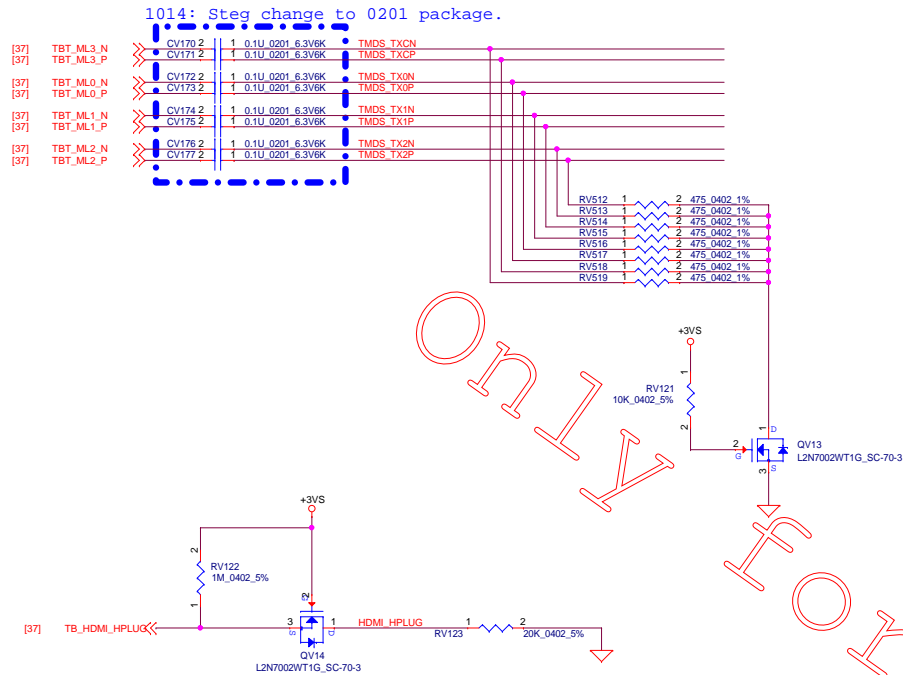 1014: Steg change to 0201 package.
[37] TBT_ML3_N CV170 2 1 0.1U_0201_6.3V6K TMDS_TXCN
[37] TBT_ML3_P CV171 2 1 0.1U_0201_6.3V6K TMDS_TXCP
[37] TBT_ML0_N CV172 2 1 0.1U_0201_6.3V6K TMDS_TX0N
[37] TBT_ML0_P CV173 2 1 0.1U_0201_6.3V6K TMDS_TX0P
[37] TBT_ML1_N CV174 2 1 0.1U_0201_6.3V6K TMDS_TX1N
[37] TBT_ML1_P CV175 2 1 0.1U_0201_6.3V6K TMDS_TX1P
[37] TBT_ML2_N CV176 2 1 0.1U_0201_6.3V6K TMDS_TX2N
[37] TBT_ML2_P CV177 2 1 0.1U_0201_6.3V6K TMDS_TX2P
RV512 1 2 475_0402_1%
RV513 1 2 475_0402_1%
RV514 1 2 475_0402_1%
RV515 1 2 475_0402_1%
RV516 1 2 475_0402_1%
RV517 1 2 475_0402_1%
RV518 1 2 475_0402_1%
RV519 1 2 475_0402_1%
Only for
+3VS
1
RV121
10K_0402_5%
2
1 D
QV13
2
G
L2N7002WT1G_SC-70-3
3 S
+3VS
2
RV122
1M_0402_5%
1
2
G
[37] TB_HDMI_HPLUG 3 1 HDMI_HPLUG 1 2
S D
RV123 20K_0402_5%
QV14
L2N7002WT1G_SC-70-3